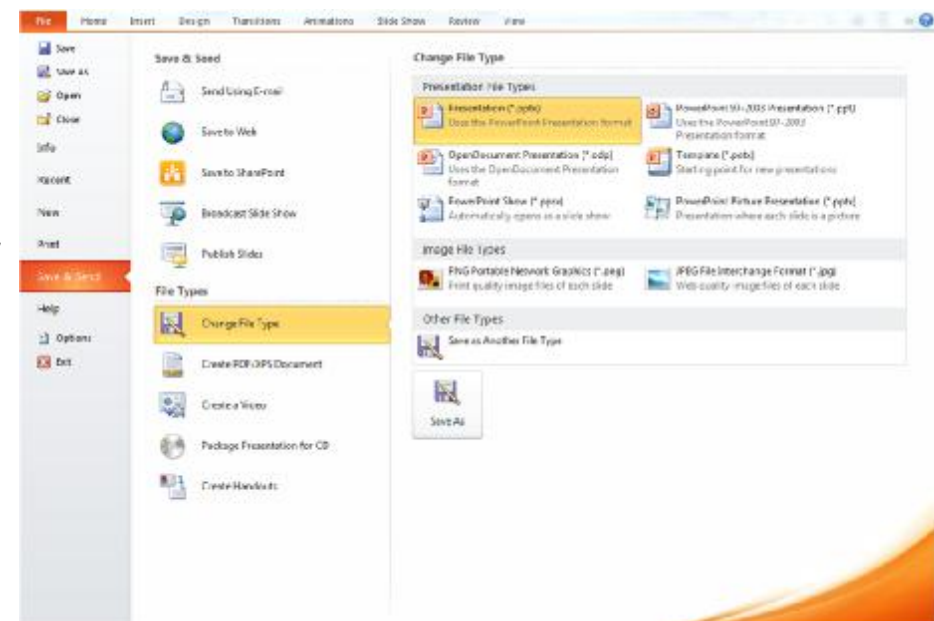 File Home Insert Design Transitions Animations Slide Show Review View
Save
Save As
Open
Close
Info
Recent
New
Print
Save & Send
Help
Options
Exit
Save & Send
Send Using E-mail
Save to Web
Save to SharePoint
Broadcast Slide Show
Publish Slides
File Types
Change File Type
Create PDF/XPS Document
Create a Video
Package Presentation for CD
Create Handouts
Change File Type
Presentation File Types
Presentation (*.pptx)
Uses the PowerPoint Presentation format
PowerPoint 97-2003 Presentation (*.ppt)
Uses the PowerPoint 97-2003
Presentation format
OpenDocument Presentation (*.odp)
Uses the OpenDocument Presentation
format
Template (*.potx)
Starting point for new presentations
PowerPoint Show (*.ppsx)
Automatically opens as a slide show
PowerPoint Picture Presentation (*.pptx)
Presentation where each slide is a picture
Image File Types
PNG Portable Network Graphics (*.png)
Print quality image files of each slide
JPEG File Interchange Format (*.jpg)
Web quality image files of each slide
Other File Types
Save as Another File Type
Save As